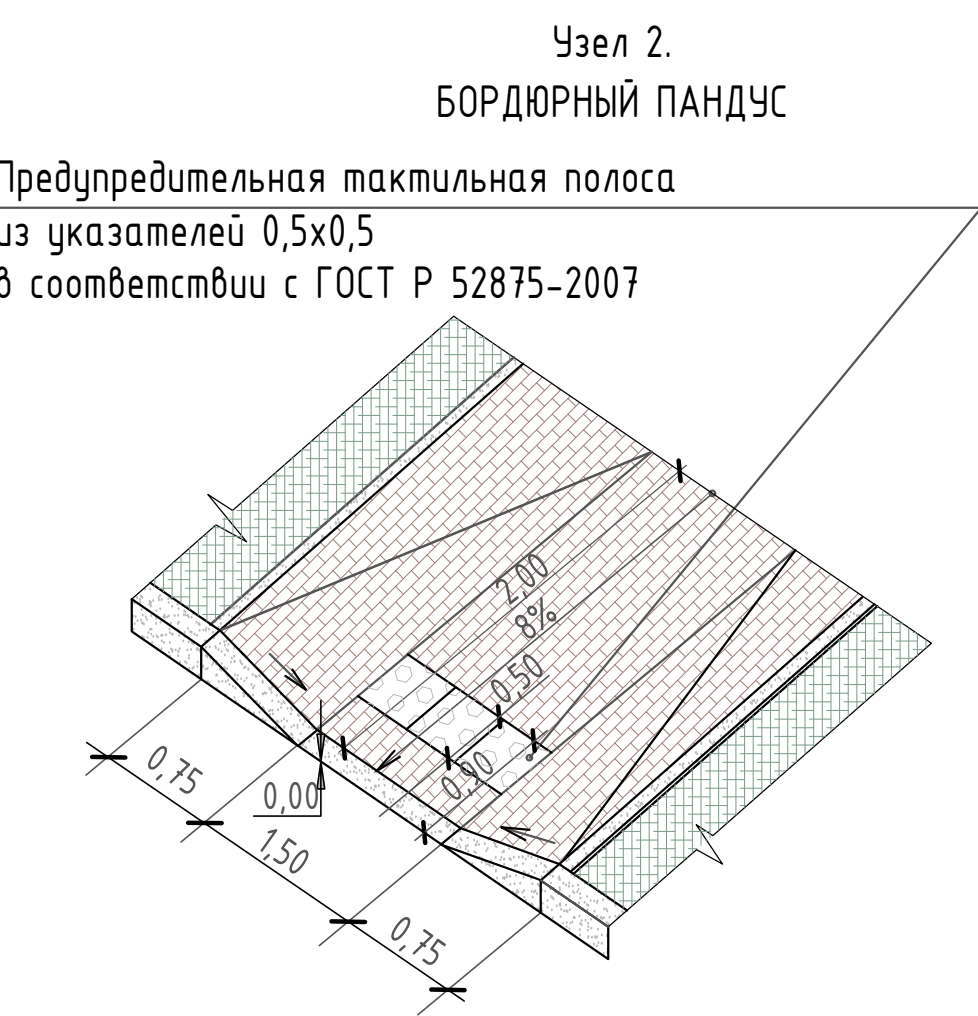 Узел 2.
БОРДЮРНЫЙ ПАНДУС
Предупредительная тактильная полоса
из указателей 0,5х0,5
в соответствии с ГОСТ Р 52875-2007
2,00
8%
0,50
0,90
0,75
0,00
1,50
0,75